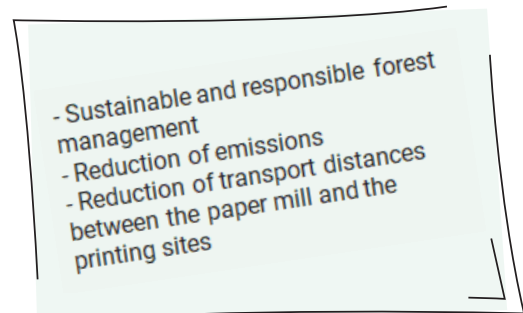 - Sustainable and responsible forest
management
- Reduction of emissions
- Reduction of transport distances
between the paper mill and the
printing sites